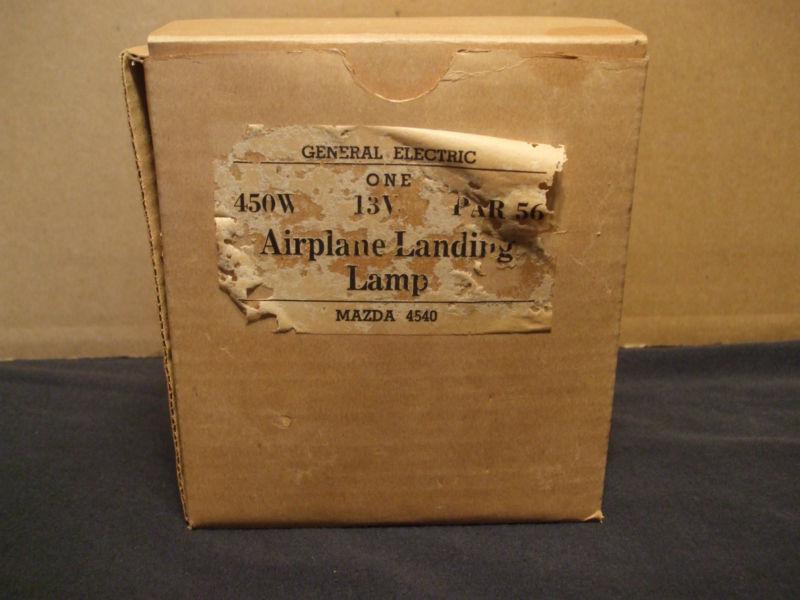 GENERAL ELECTRIC
ONE
450W 13V PAR 56
Airplane Landing
Lamp
MAZDA 4540